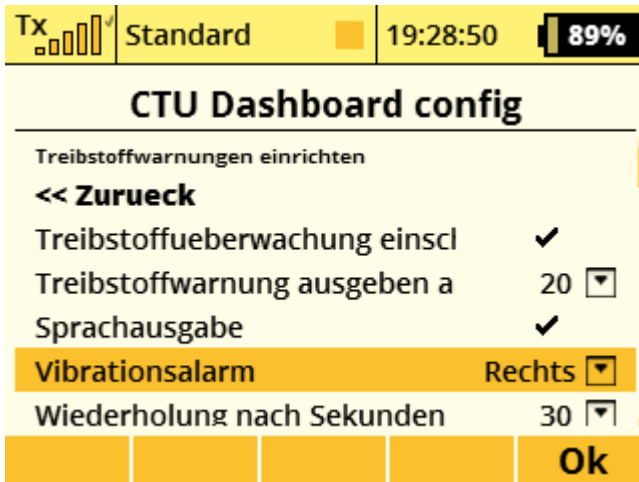 Tx Standard 19:28:50 89%
CTU Dashboard config
Treibstoffwarnungen einrichten
<< Zurueck
Treibstoffueberwachung einscl
Treibstoffwarnung ausgeben a 20
Sprachausgabe
Vibrationsalarm Rechts
Wiederholung nach Sekunden 30
Ok